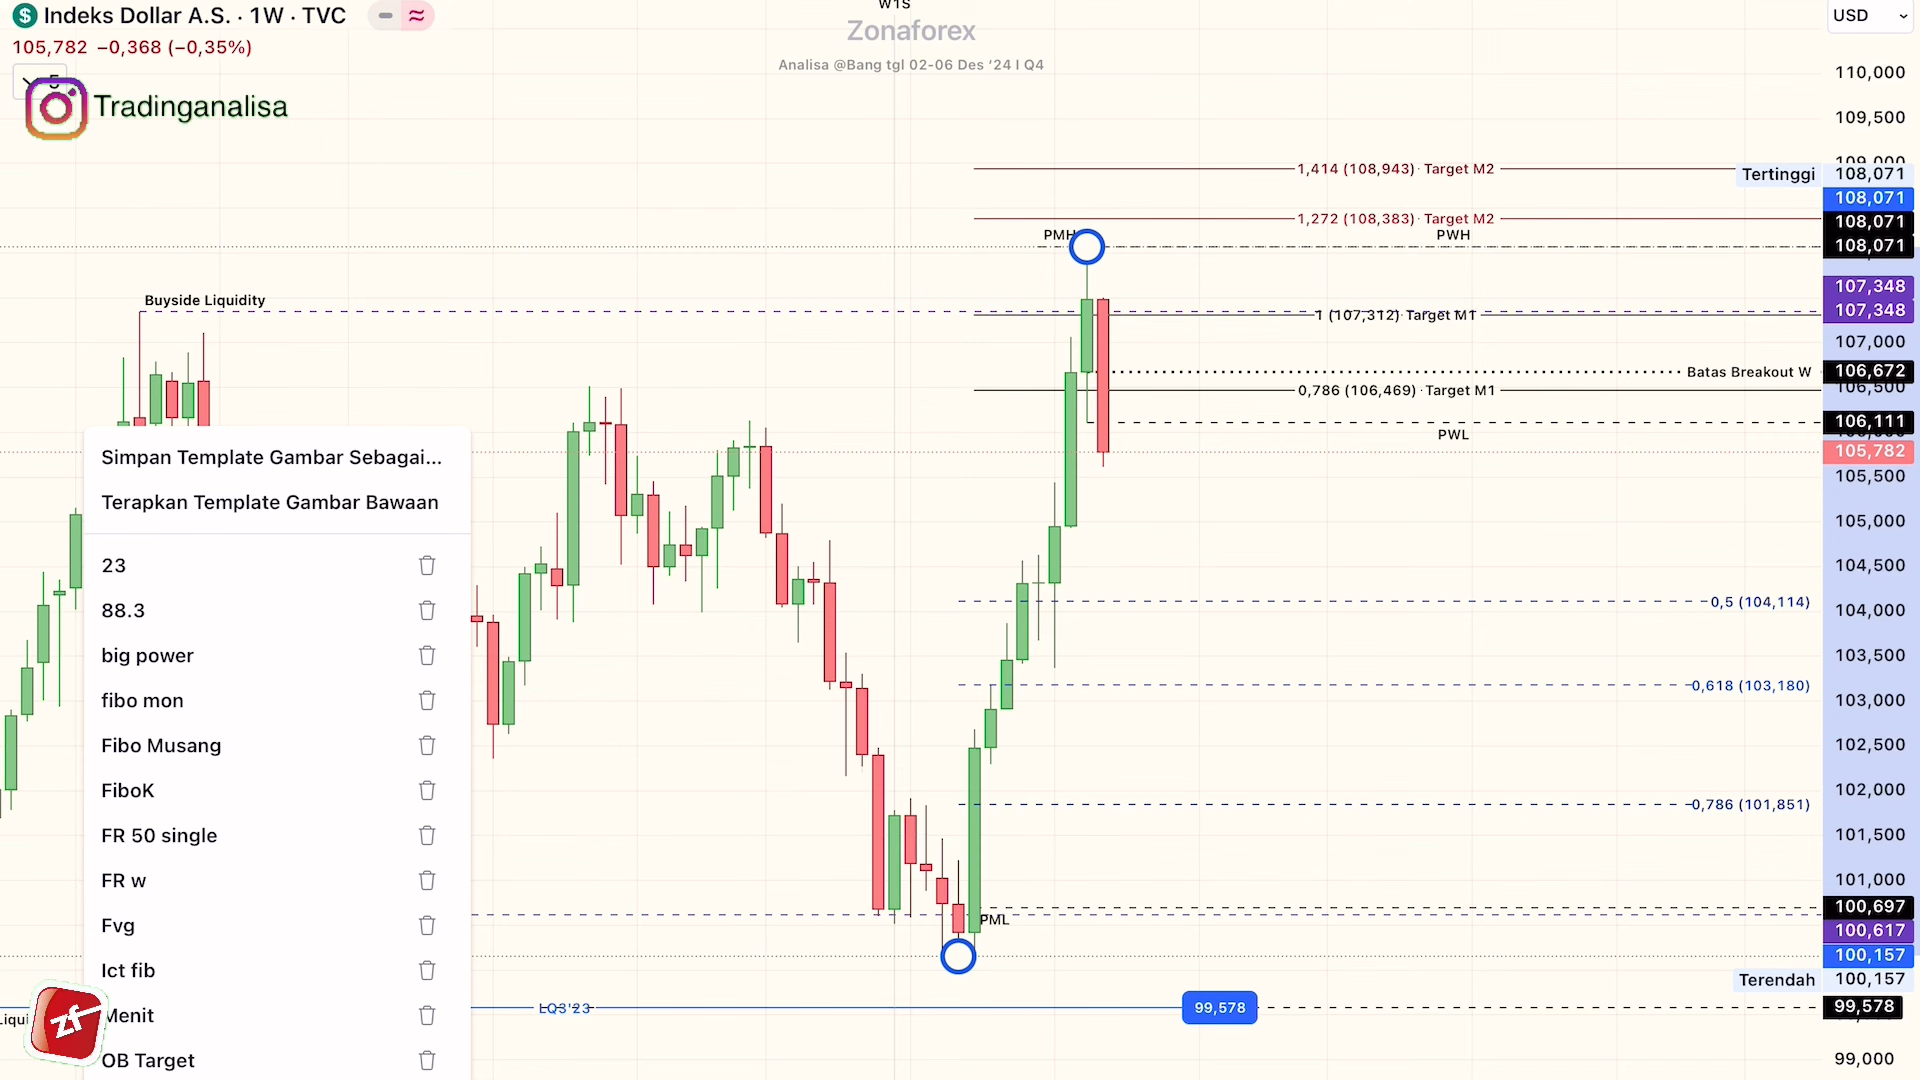 W1S
Indeks Dollar A.S. · 1W · TVC
Zonaforex
USD
105,782 −0,368 (−0,35%)
Analisa @Bang tgl 02-06 Des ‘24 I Q4
Tradinganalisa
110,000
109,500
109,000
1,414 (108,943) · Target M2
Tertinggi 108,071
108,071
1,272 (108,383) · Target M2
108,071
PMH
PWH
108,071
107,348
Buyside Liquidity
107,348
1 (107,312) · Target M1
107,000
Batas Breakout W 106,672
106,500
0,786 (106,469) · Target M1
106,111
PWL
105,782
105,500
105,000
104,500
104,000
0,5 (104,114)
103,500
0,618 (103,180)
103,000
102,500
102,000
0,786 (101,851)
101,500
101,000
100,697
PML
100,617
100,157
Terendah 100,157
LQ3'23
99,578
99,578
99,000
Simpan Template Gambar Sebagai...
Terapkan Template Gambar Bawaan
23
88.3
big power
fibo mon
Fibo Musang
FiboK
FR 50 single
FR w
Fvg
Ict fib
Menit
OB Target
zf